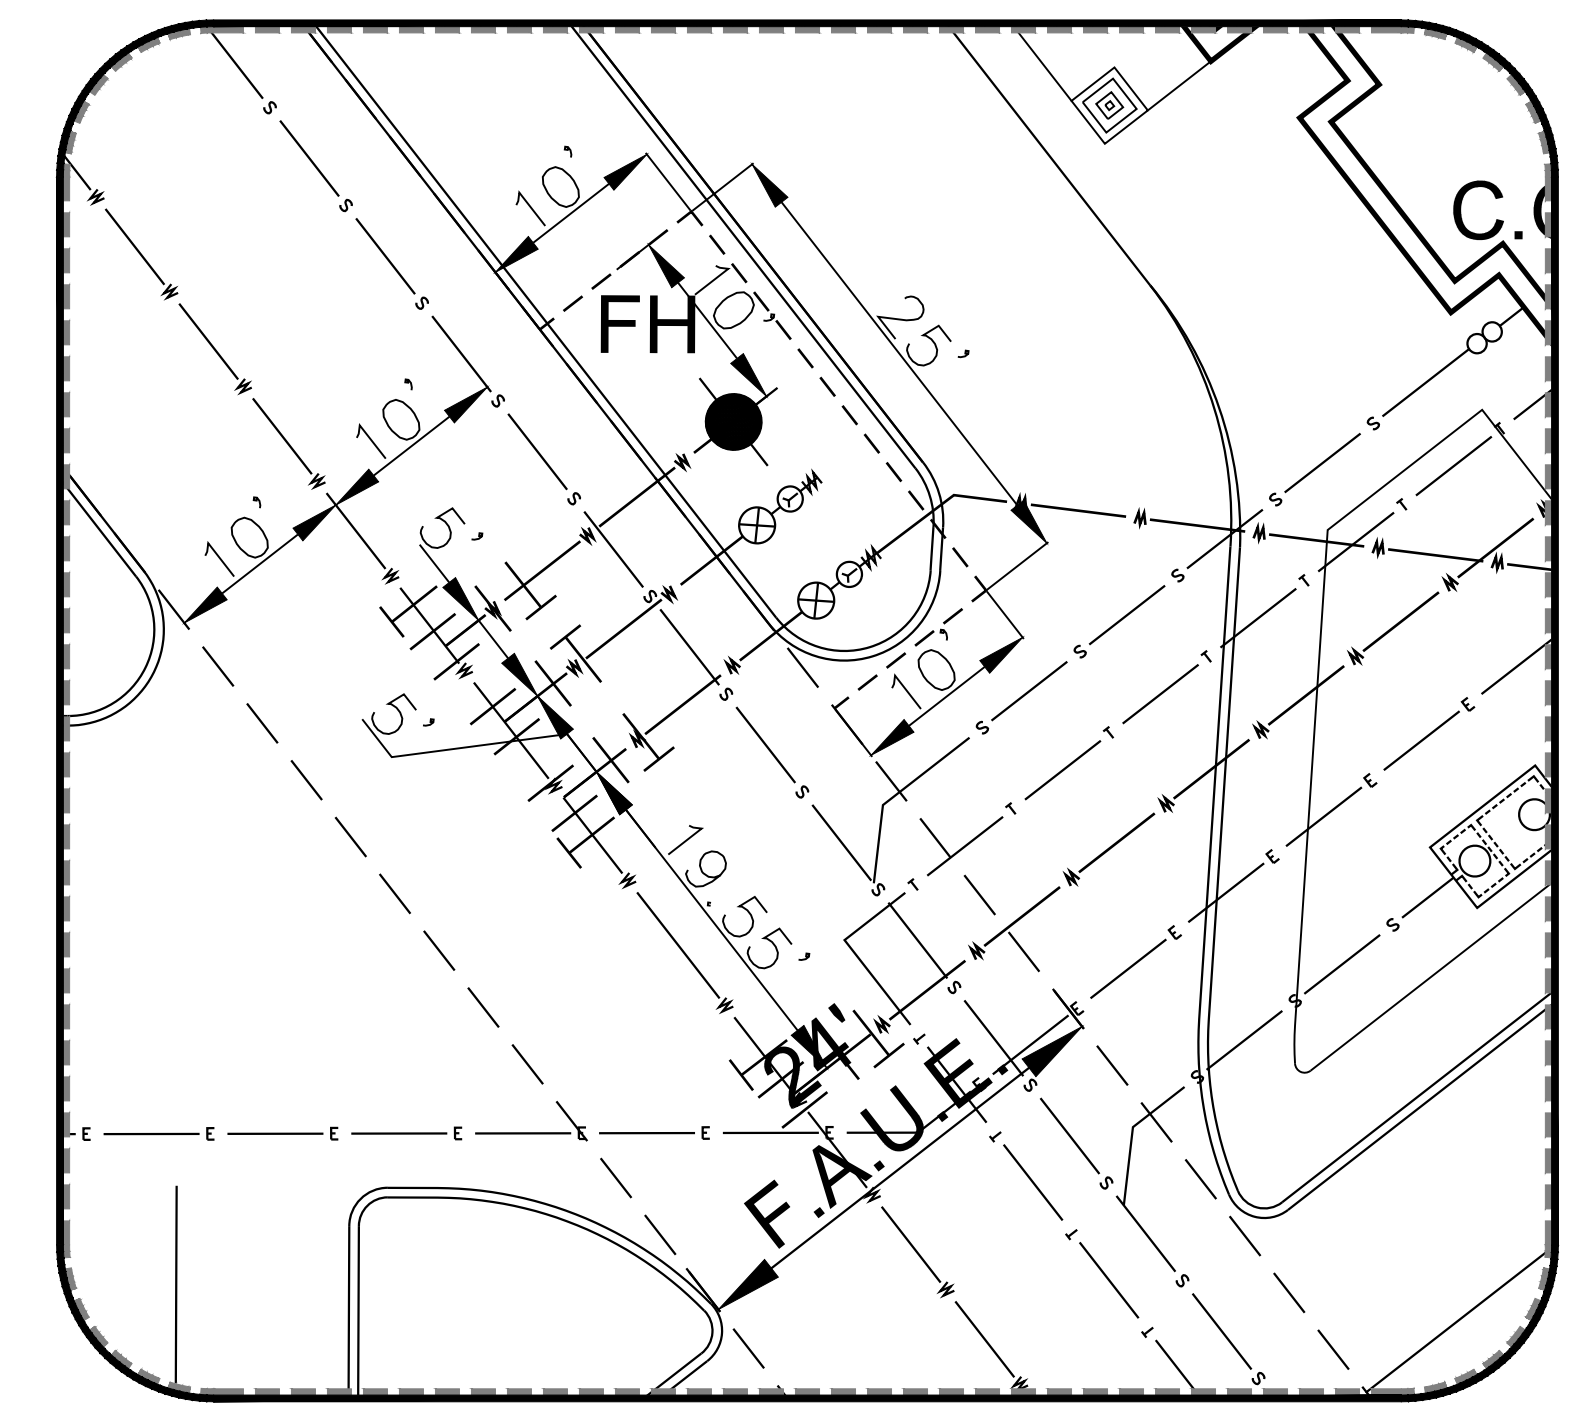 10'
10'
25'
FH
C.
10'
10'
5'
10'
5'
19.55'
24'
F.A.U.E.
S S S S S S S S S S S S S
W W W W W W W W W W W
S S S S S
T T T T T T
E E E E E
E E E E E E E
S S S
T T T